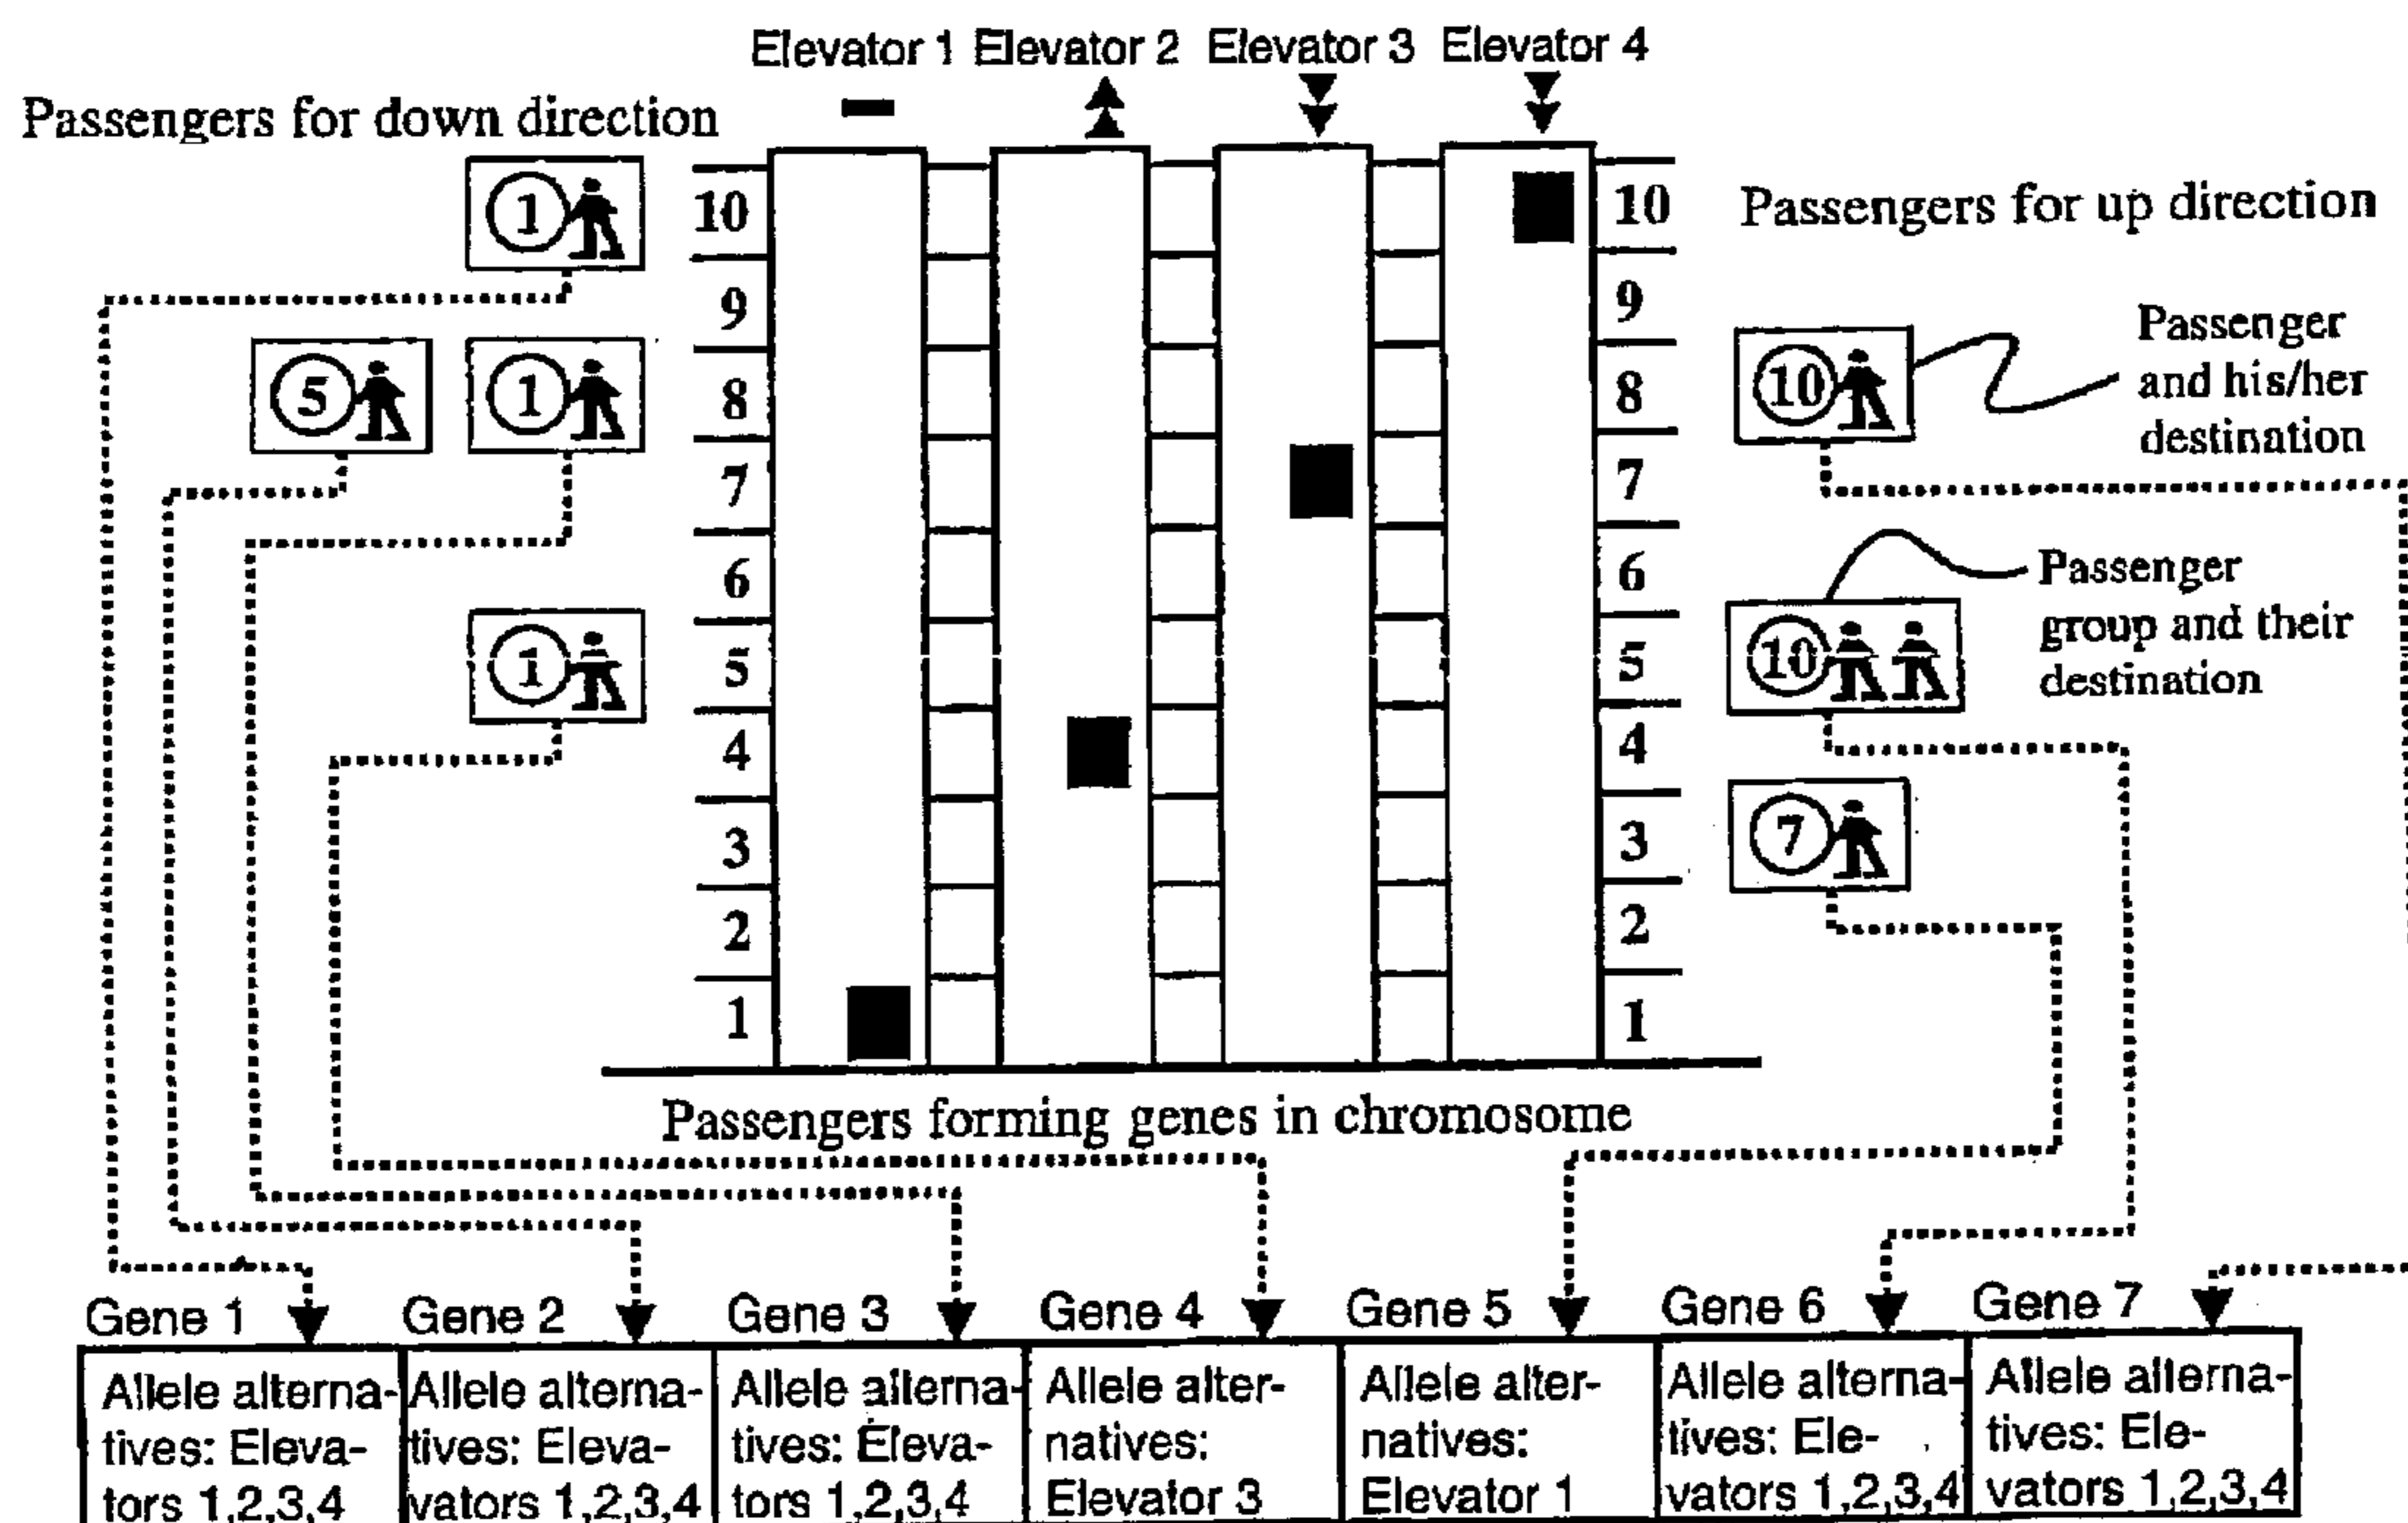 Elevator 1 Elevator 2 Elevator 3 Elevator 4
Passengers for down direction
Passengers for up direction
1
5
1
1
10
9
8
7
6
5
4
3
2
1
10
9
8
7
6
5
4
3
2
1
10
Passenger
and his/her
destination
10
Passenger
group and their
destination
7
Passengers forming genes in chromosome
Gene 1
Allele alterna-
tives: Eleva-
tors 1,2,3,4
Gene 2
Allele alterna-
tives: Eleva-
vators 1,2,3,4
Gene 3
Allele alterna-
tives: Eleva-
tors 1,2,3,4
Gene 4
Allele alter-
natives:
Elevator 3
Gene 5
Allele alter-
natives:
Elevator 1
Gene 6
Allele alterna-
tives: Ele-
vators 1,2,3,4
Gene 7
Allele alterna-
tives: Ele-
vators 1,2,3,4